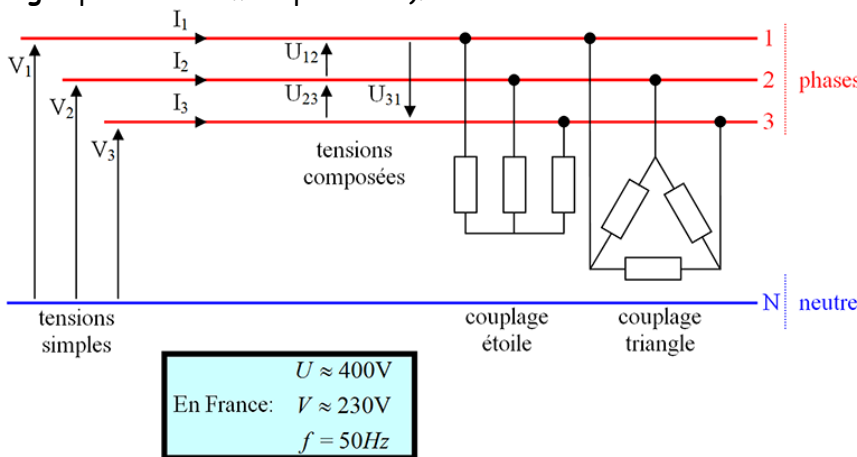 I₁
1
V₁
U₁₂
I₂
2
phases
V₂
U₂₃
U₃₁
I₃
3
V₃
tensions
composées
N
neutre
tensions
simples
couplage
étoile
couplage
triangle
U ≈ 400V
En France: V ≈ 230V
f = 50Hz